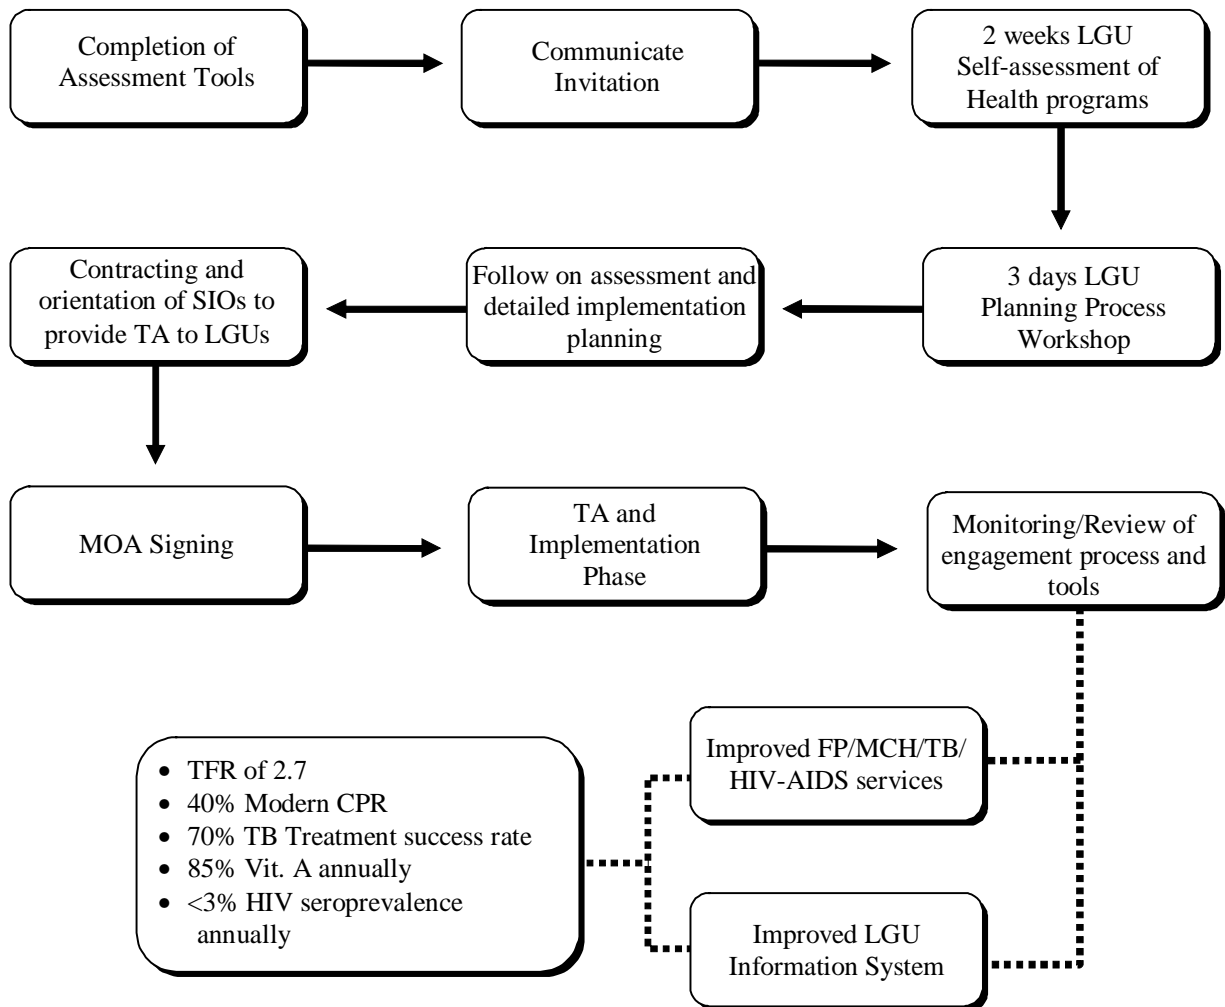 Completion of
Assessment Tools
Communicate
Invitation
2 weeks LGU
Self-assessment of
Health programs
Contracting and
orientation of SIOs to
provide TA to LGUs
Follow on assessment and
detailed implementation
planning
3 days LGU
Planning Process
Workshop
MOA Signing
TA and
Implementation
Phase
Monitoring/Review of
engagement process and
tools
• TFR of 2.7
• 40% Modern CPR
• 70% TB Treatment success rate
• 85% Vit. A annually
• <3% HIV seroprevalence
annually
Improved FP/MCH/TB/
HIV-AIDS services
Improved LGU
Information System